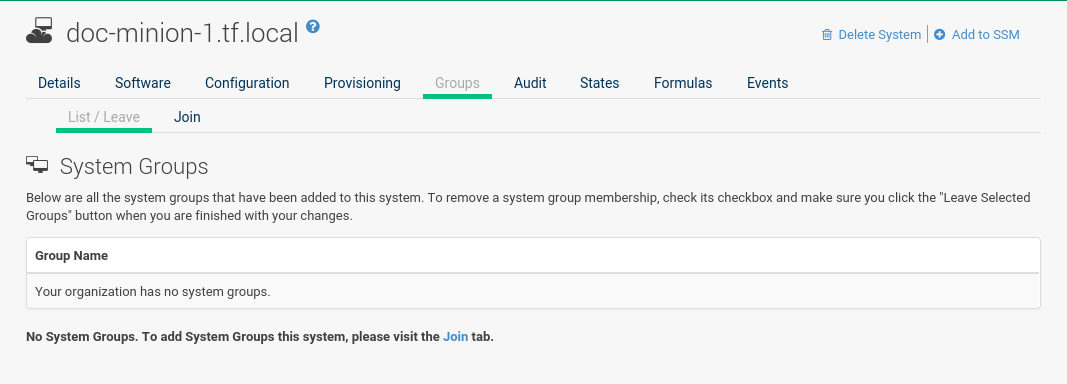 doc-minion-1.tf.local ?
Delete System | Add to SSM
Details Software Configuration Provisioning Groups Audit States Formulas Events
List / Leave Join
System Groups
Below are all the system groups that have been added to this system. To remove a system group membership, check its checkbox and make sure you click the "Leave Selected
Groups" button when you are finished with your changes.
Group Name
Your organization has no system groups.
No System Groups. To add System Groups this system, please visit the Join tab.